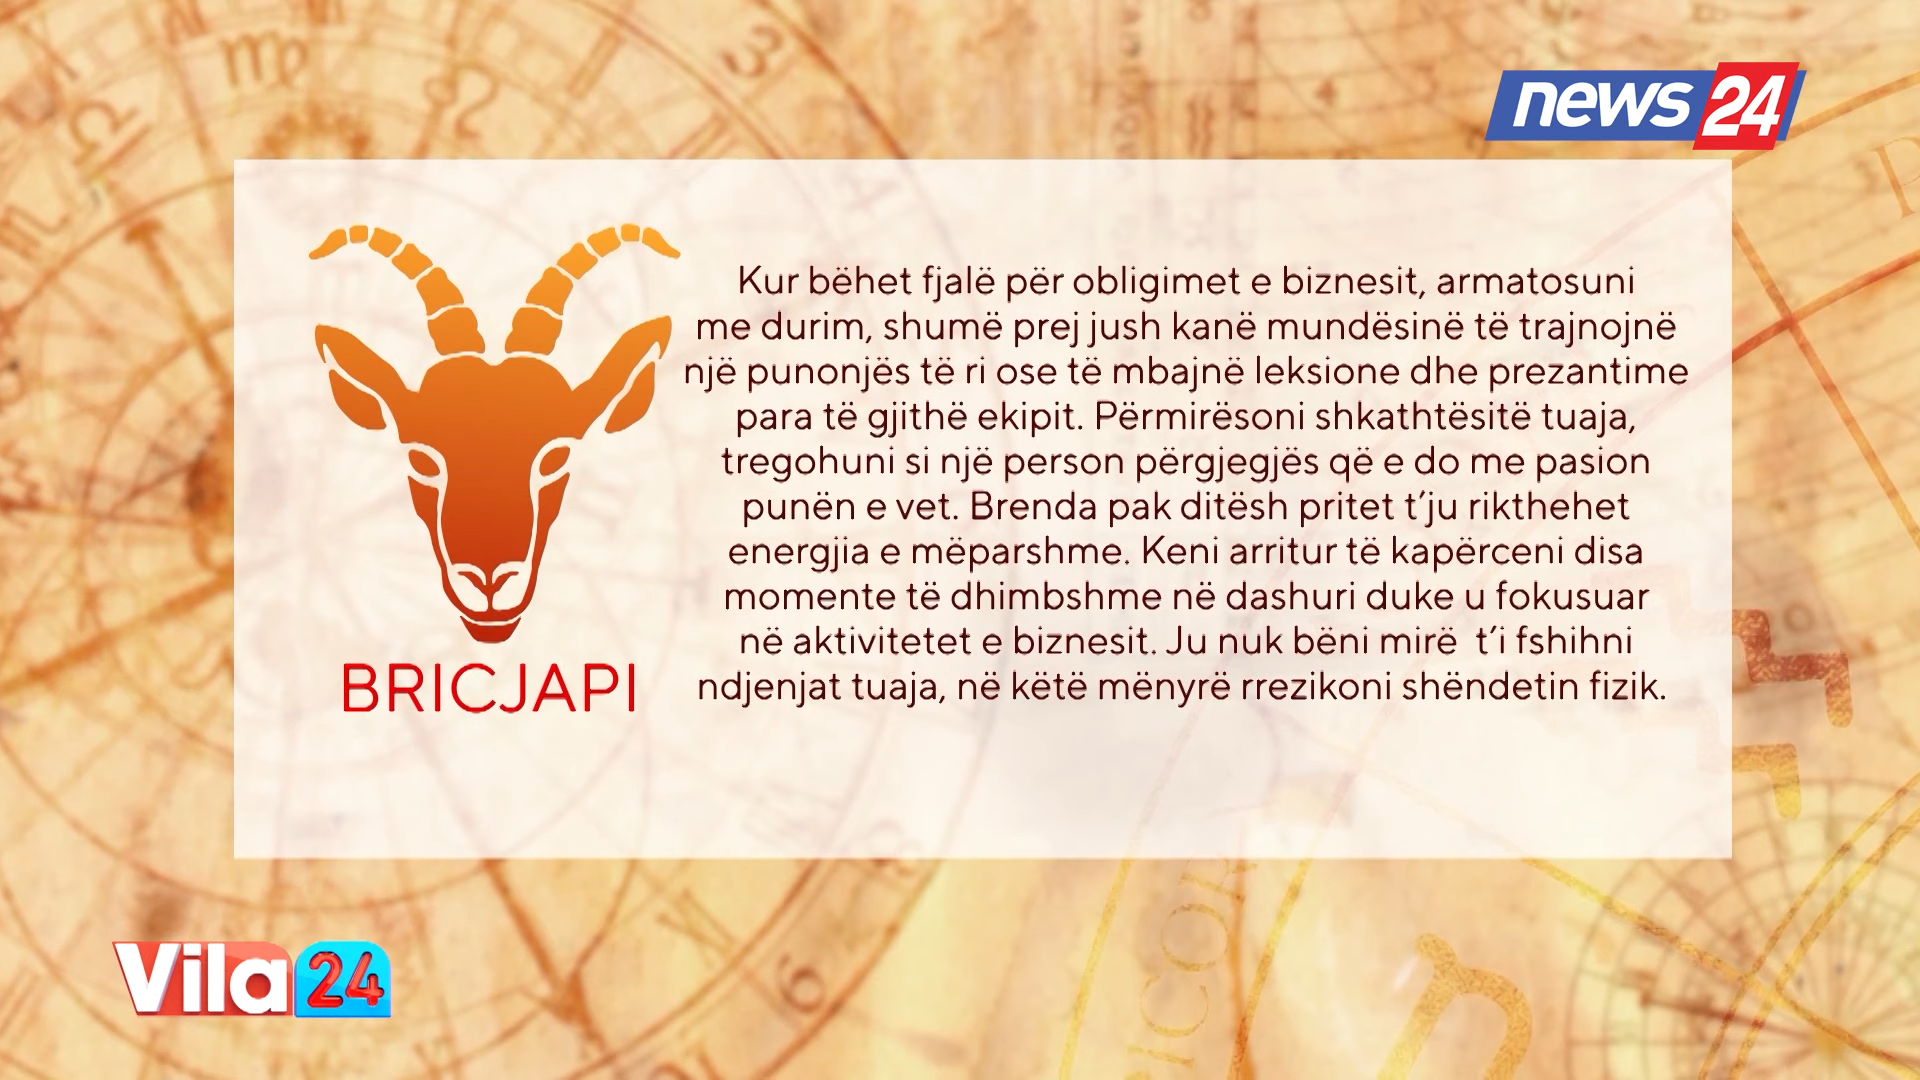 news 24
Kur bëhet fjalë për obligimet e biznesit, armatosuni
me durim, shumë prej jush kanë mundësinë të trajnojnë
një punonjës të ri ose të mbajnë leksione dhe prezantime
para të gjithë ekipit. Përmirësoni shkathtësitë tuaja,
tregohuni si një person përgjegjës që e do me pasion
punën e vet. Brenda pak ditësh pritet t’ju rikthehet
energjia e mëparshme. Keni arritur të kapërceni disa
momente të dhimbshme në dashuri duke u fokusuar
në aktivitetet e biznesit. Ju nuk bëni mirë  t’i fshihni
ndjenjat tuaja, në këtë mënyrë rrezikoni shëndetin fizik.
BRICJAPI
Vila 24